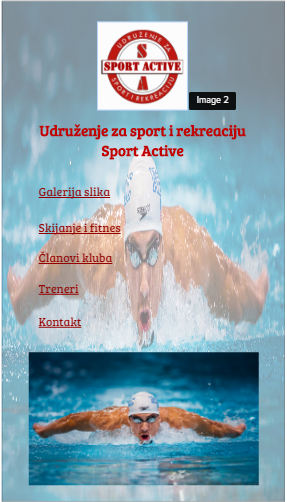 UDRUŽENJE ZA
S
SPORT ACTIVE
A
SPORT I REKREACIJU
Image 2
Udruženje za sport i rekreaciju
Sport Active
Galerija slika
Skijanje i fitnes
Članovi kluba
Treneri
Kontakt